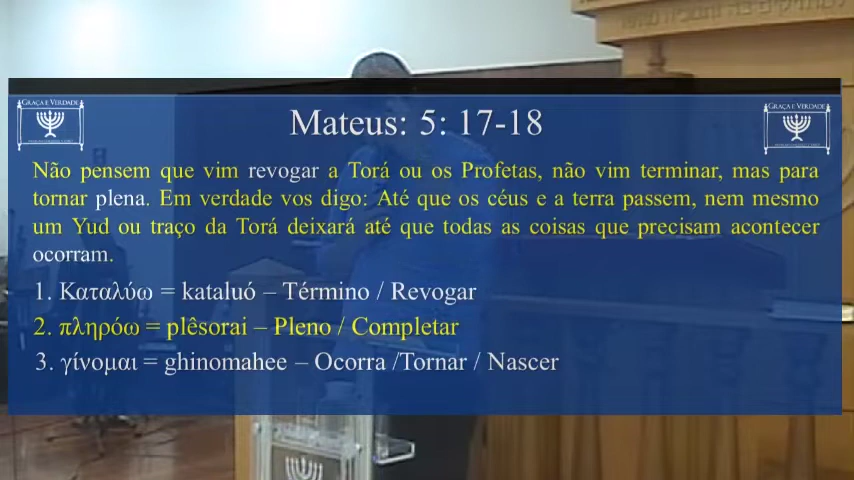 GRAÇA E VERDADE
GRAÇA E VERDADE
Mateus: 5: 17-18
Não pensem que vim revogar a Torá ou os Profetas, não vim terminar, mas para
tornar plena. Em verdade vos digo: Até que os céus e a terra passem, nem mesmo
um Yud ou traço da Torá deixará até que todas as coisas que precisam acontecer
ocorram.
1. Καταλύω = kataluó – Término / Revogar
2. πληρόω = plêsorai – Pleno / Completar
3. γίνομαι = ghinomahee – Ocorra /Tornar / Nascer